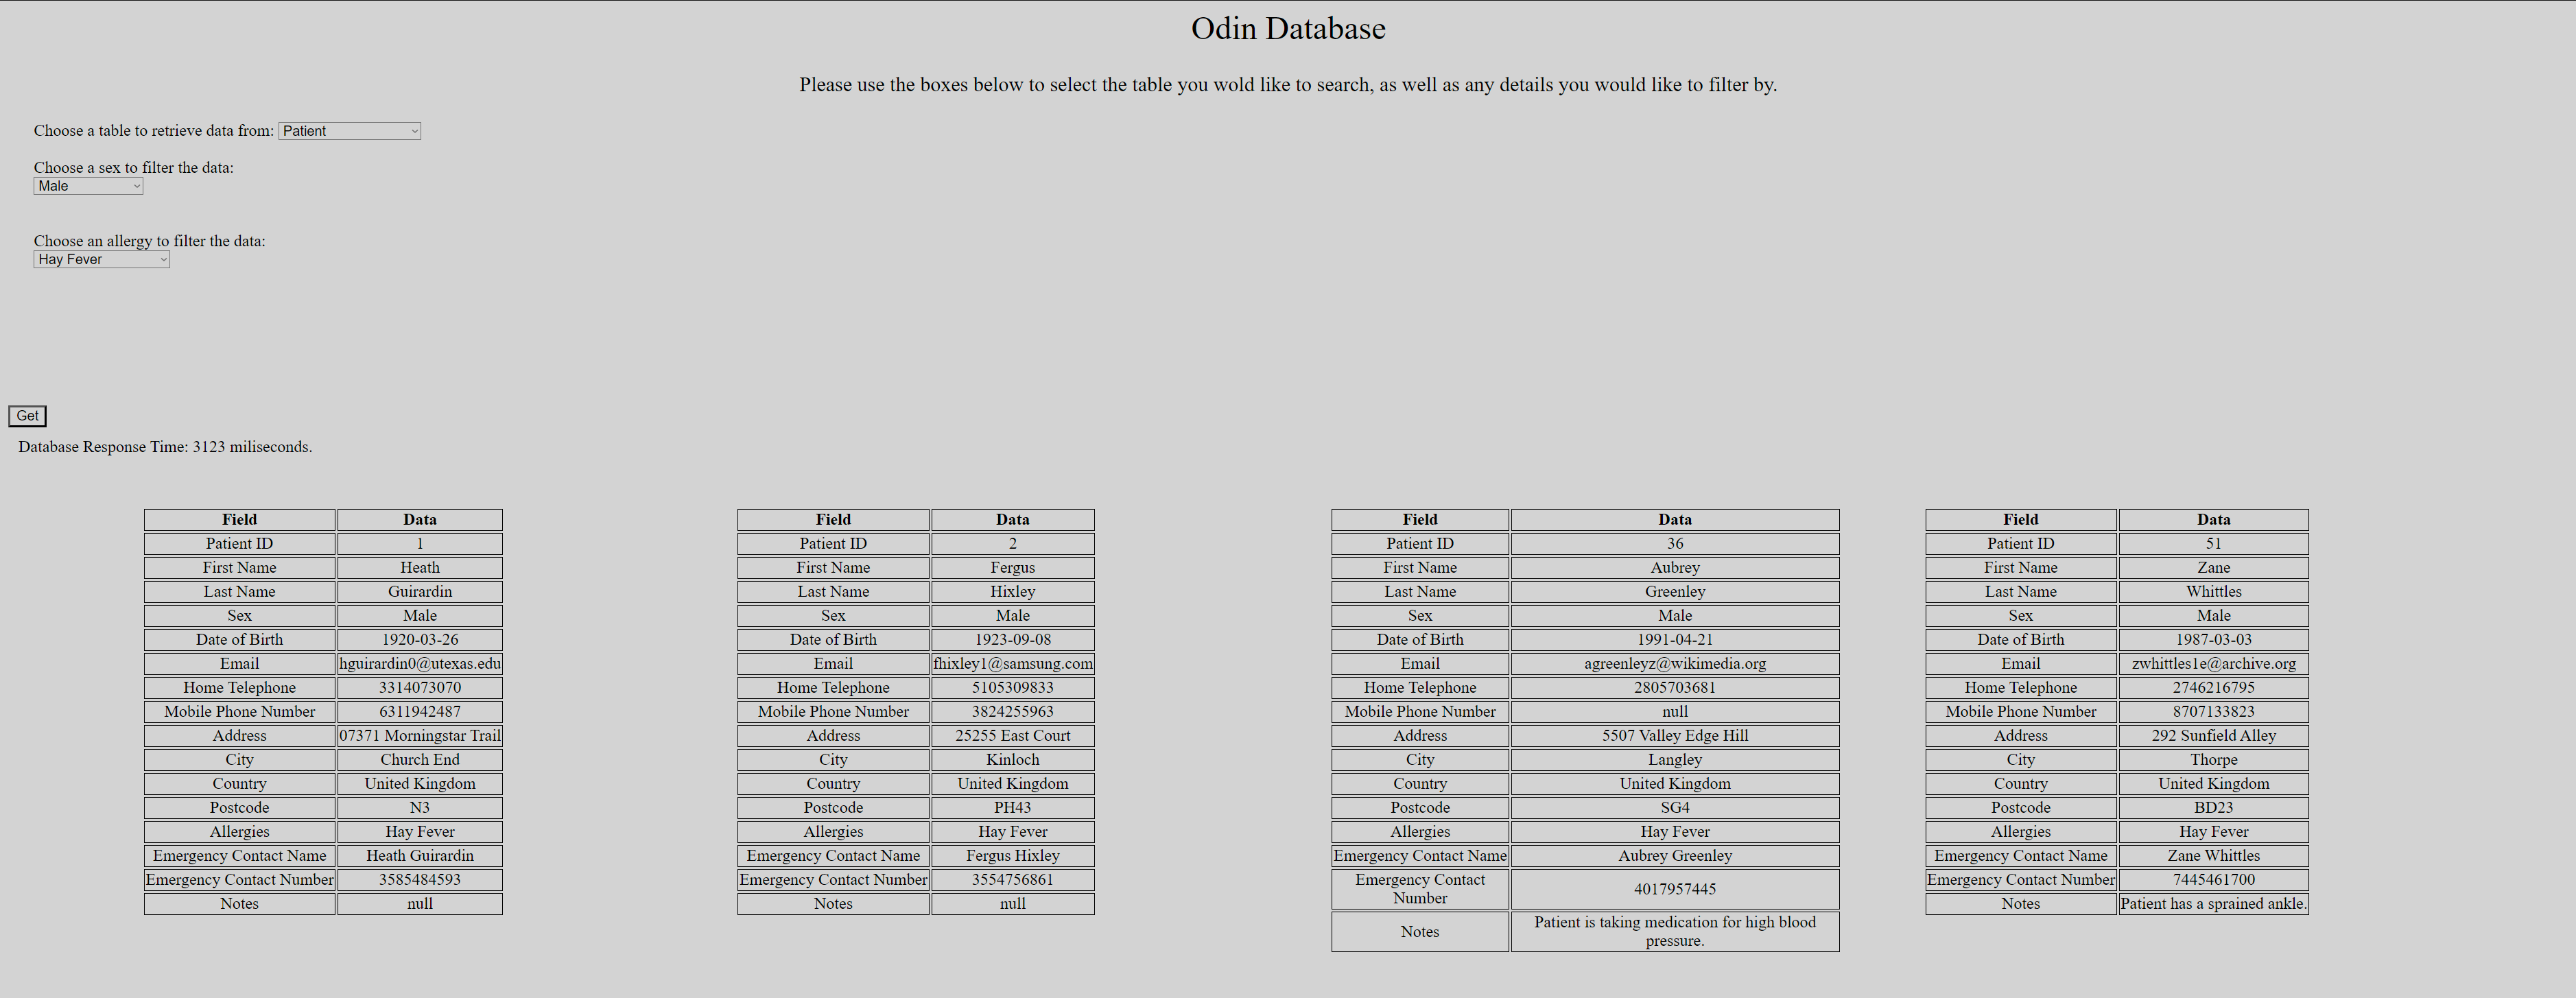 Odin Database
Please use the boxes below to select the table you wold like to search, as well as any details you would like to filter by.
Choose a table to retrieve data from: Patient
Choose a sex to filter the data:
Male
Choose an allergy to filter the data:
Hay Fever
Get
Database Response Time: 3123 miliseconds.
Field Data
Patient ID 1
First Name Heath
Last Name Guirardin
Sex Male
Date of Birth 1920-03-26
Email hguirardin0@utexas.edu
Home Telephone 3314073070
Mobile Phone Number 6311942487
Address 07371 Morningstar Trail
City Church End
Country United Kingdom
Postcode N3
Allergies Hay Fever
Emergency Contact Name Heath Guirardin
Emergency Contact Number 3585484593
Notes null
Field Data
Patient ID 2
First Name Fergus
Last Name Hixley
Sex Male
Date of Birth 1923-09-08
Email fhixley1@samsung.com
Home Telephone 5105309833
Mobile Phone Number 3824255963
Address 25255 East Court
City Kinloch
Country United Kingdom
Postcode PH43
Allergies Hay Fever
Emergency Contact Name Fergus Hixley
Emergency Contact Number 3554756861
Notes null
Field Data
Patient ID 36
First Name Aubrey
Last Name Greenley
Sex Male
Date of Birth 1991-04-21
Email agreenleyz@wikimedia.org
Home Telephone 2805703681
Mobile Phone Number null
Address 5507 Valley Edge Hill
City Langley
Country United Kingdom
Postcode SG4
Allergies Hay Fever
Emergency Contact Name Aubrey Greenley
Emergency Contact
Number 4017957445
Notes Patient is taking medication for high blood
pressure.
Field Data
Patient ID 51
First Name Zane
Last Name Whittles
Sex Male
Date of Birth 1987-03-03
Email zwhittles1e@archive.org
Home Telephone 2746216795
Mobile Phone Number 8707133823
Address 292 Sunfield Alley
City Thorpe
Country United Kingdom
Postcode BD23
Allergies Hay Fever
Emergency Contact Name Zane Whittles
Emergency Contact Number 7445461700
Notes Patient has a sprained ankle.